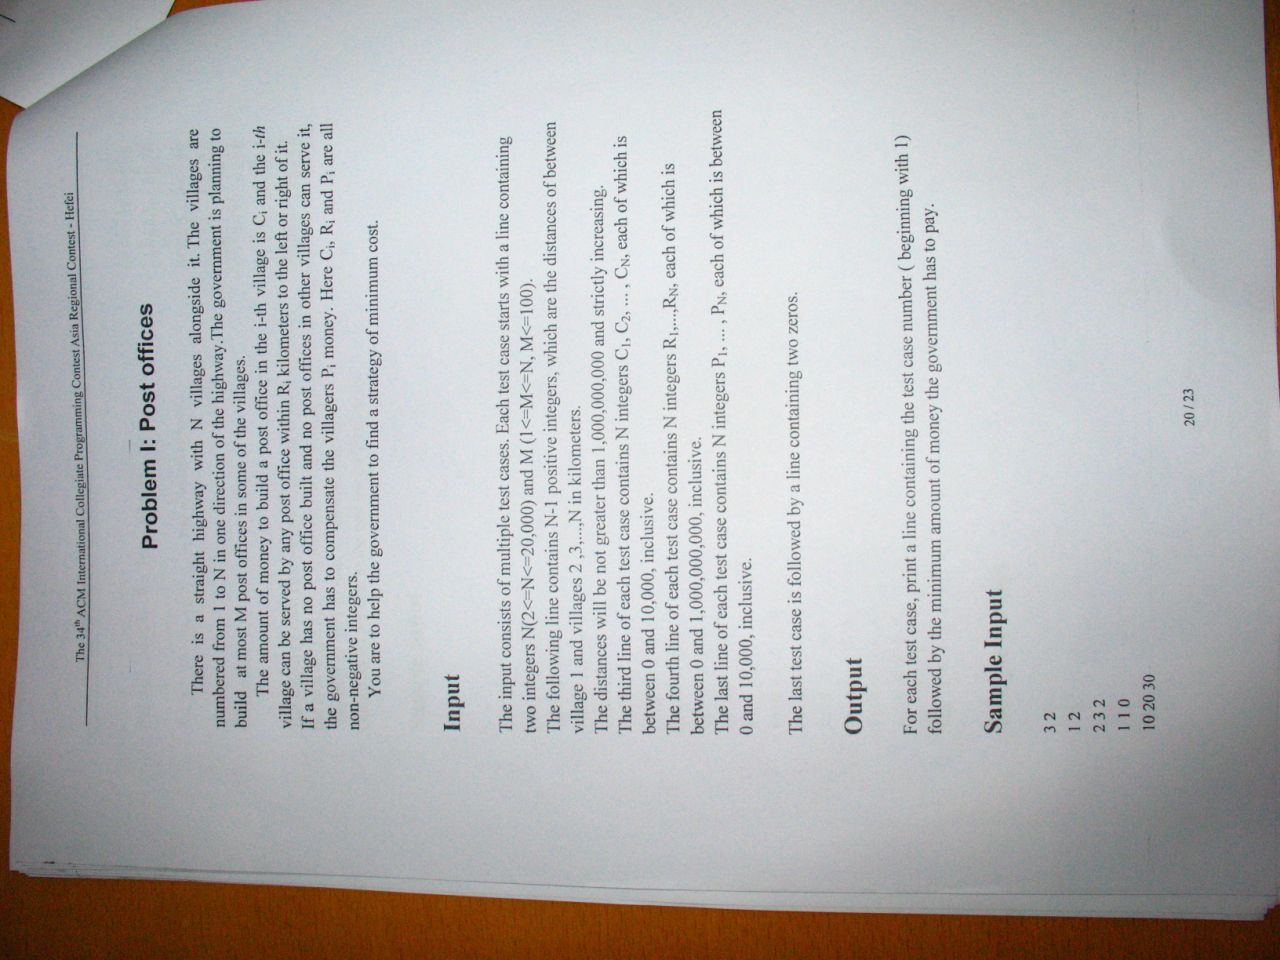 The 34th ACM International Collegiate Programming Contest Asia Regional Contest - Hefei
Problem I: Post offices
There is a straight highway with N villages alongside it. The villages are
numbered from 1 to N in one direction of the highway.The government is planning to
build at most M post offices in some of the villages.
The amount of money to build a post office in the i-th village is Ci and the i-th
village can be served by any post office within Ri kilometers to the left or right of it.
If a village has no post office built and no post offices in other villages can serve it,
the government has to compensate the villagers Pi money. Here Ci, Ri and Pi are all
non-negative integers.
You are to help the government to find a strategy of minimum cost.
Input
The input consists of multiple test cases. Each test case starts with a line containing
two integers N(2<=N<=20,000) and M (1<=M<=N, M<=100).
The following line contains N-1 positive integers, which are the distances of between
village 1 and villages 2 ,3,...,N in kilometers.
The distances will be not greater than 1,000,000,000 and strictly increasing.
The third line of each test case contains N integers C1, C2, ... , CN, each of which is
between 0 and 10,000, inclusive.
The fourth line of each test case contains N integers R1,...,RN, each of which is
between 0 and 1,000,000,000, inclusive.
The last line of each test case contains N integers P1, ... , PN, each of which is between
0 and 10,000, inclusive.
The last test case is followed by a line containing two zeros.
Output
For each test case, print a line containing the test case number ( beginning with 1)
followed by the minimum amount of money the government has to pay.
Sample Input
3 2
1 2
2 3 2
1 1 0
10 20 30
20 / 23